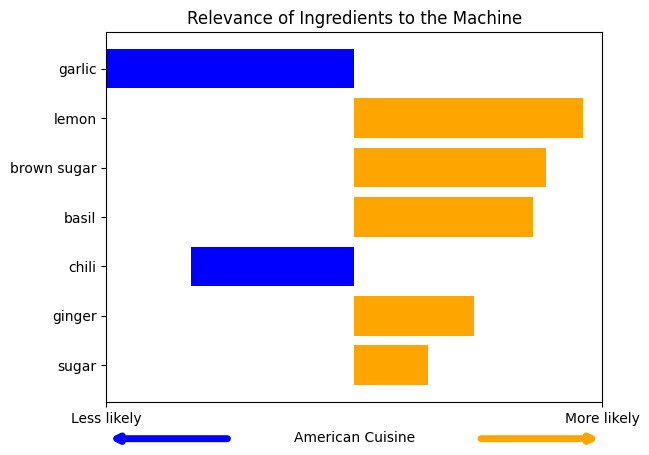 Relevance of Ingredients to the Machine
garlic
lemon
brown sugar
basil
chili
ginger
sugar
Less likely
More likely
American Cuisine